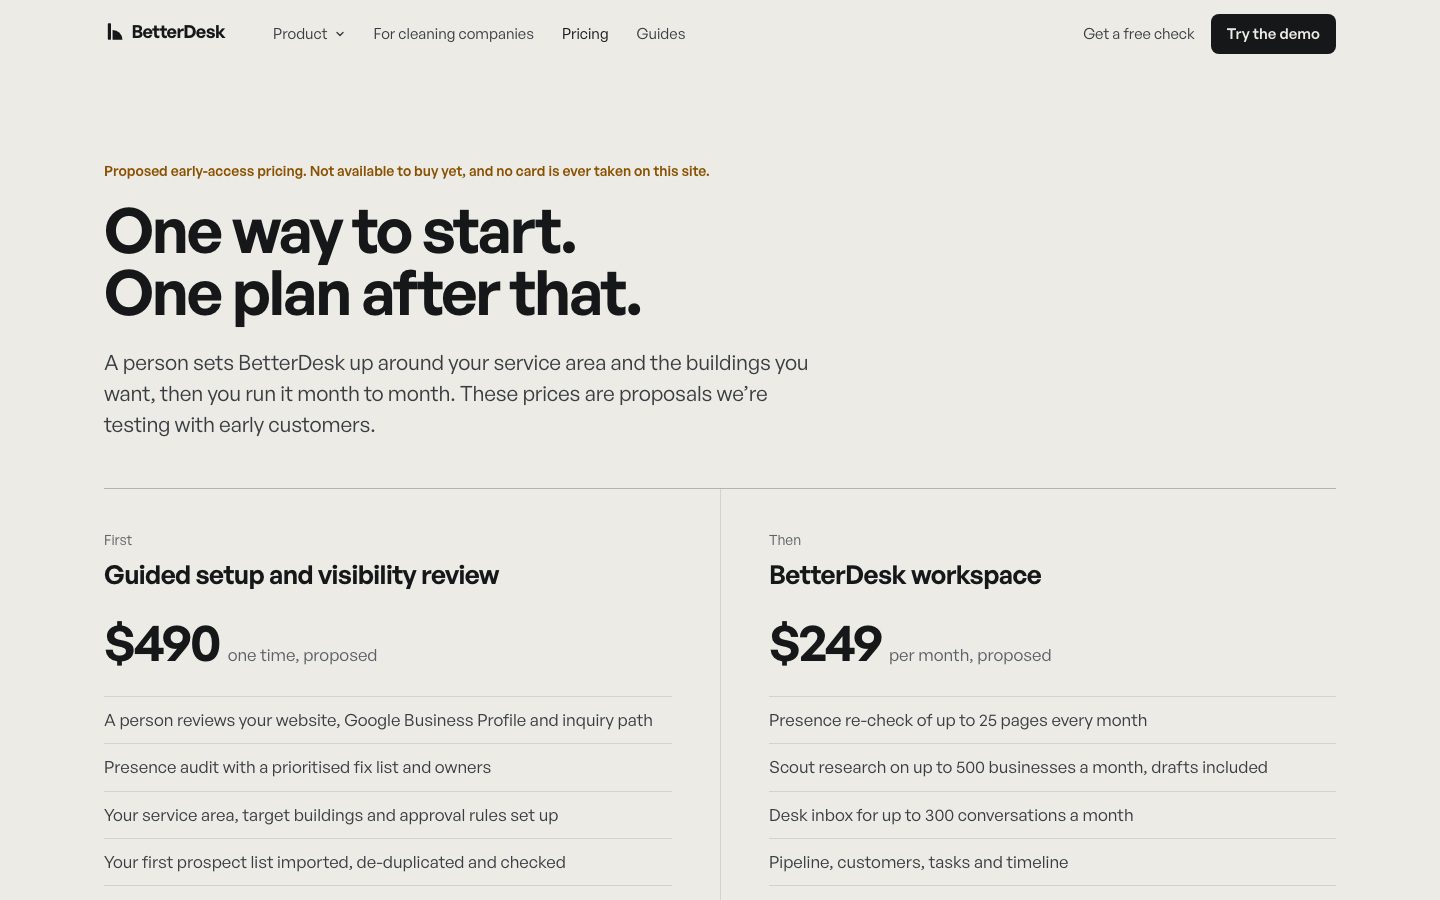 BetterDesk
Product
For cleaning companies
Pricing
Guides
Get a free check
Try the demo
Proposed early-access pricing. Not available to buy yet, and no card is ever taken on this site.
One way to start.
One plan after that.
A person sets BetterDesk up around your service area and the buildings you
want, then you run it month to month. These prices are proposals we’re
testing with early customers.
First
Guided setup and visibility review
$490 one time, proposed
A person reviews your website, Google Business Profile and inquiry path
Presence audit with a prioritised fix list and owners
Your service area, target buildings and approval rules set up
Your first prospect list imported, de-duplicated and checked
Then
BetterDesk workspace
$249 per month, proposed
Presence re-check of up to 25 pages every month
Scout research on up to 500 businesses a month, drafts included
Desk inbox for up to 300 conversations a month
Pipeline, customers, tasks and timeline